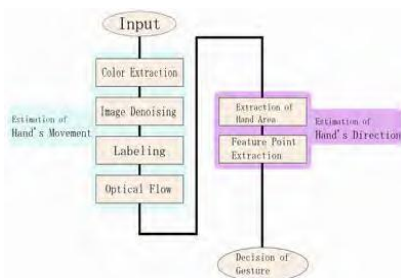 Input
Color Extraction
Image Denoising
Labeling
Optical Flow
Estimation of
Hand's Movement
Extraction of
Hand Area
Feature Point
Extraction
Estimation of
Hand's Direction
Decision of
Gesture